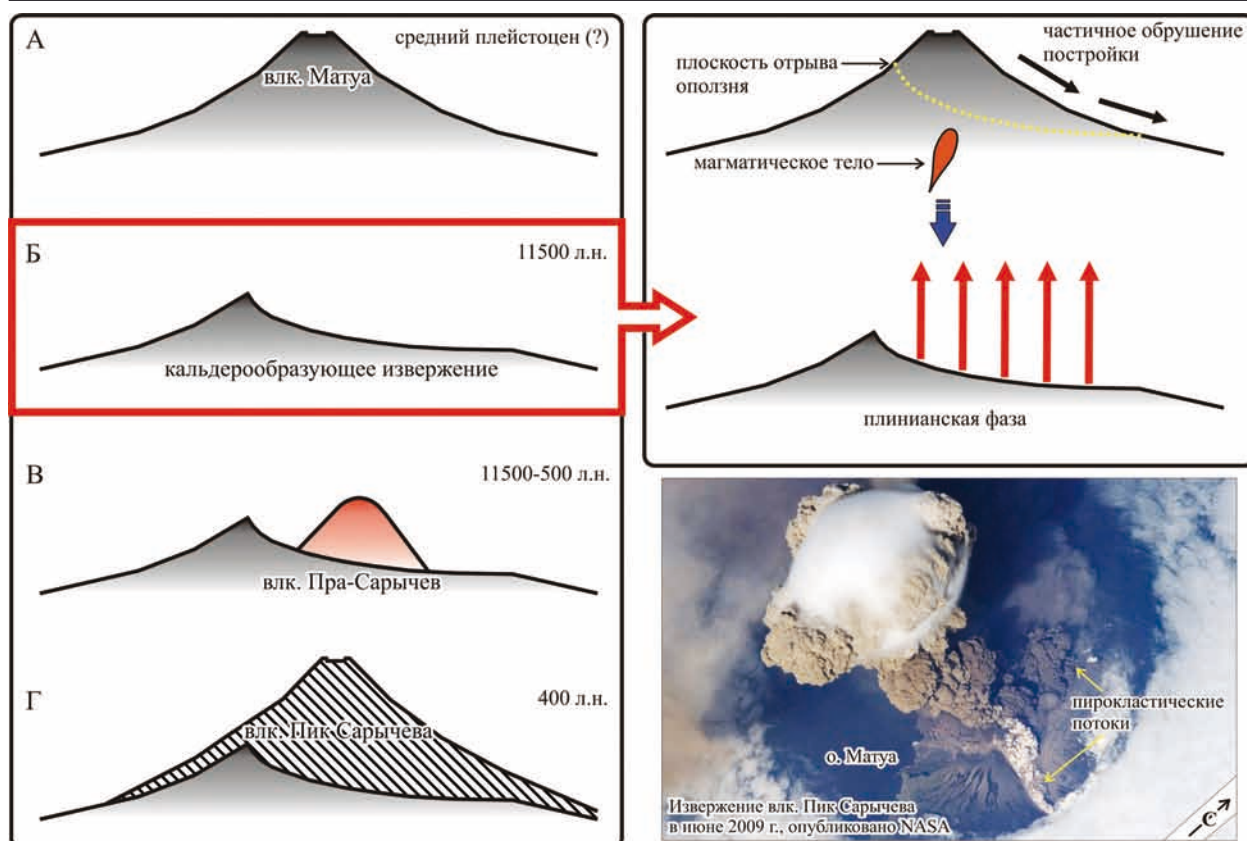 А
средний плейстоцен (?)
влк. Матуа
Б
11500 л.н.
кальдерообразующее извержение
В
11500-500 л.н.
влк. Пра-Сарычев
Г
400 л.н.
влк. Пик Сарычева
плоскость отрыва
оползня
частичное обрушение
постройки
магматическое тело
плинианская фаза
пирокластические
потоки
о. Матуа
Извержение влк. Пик Сарычева
в июне 2009 г., опубликовано NASA
С